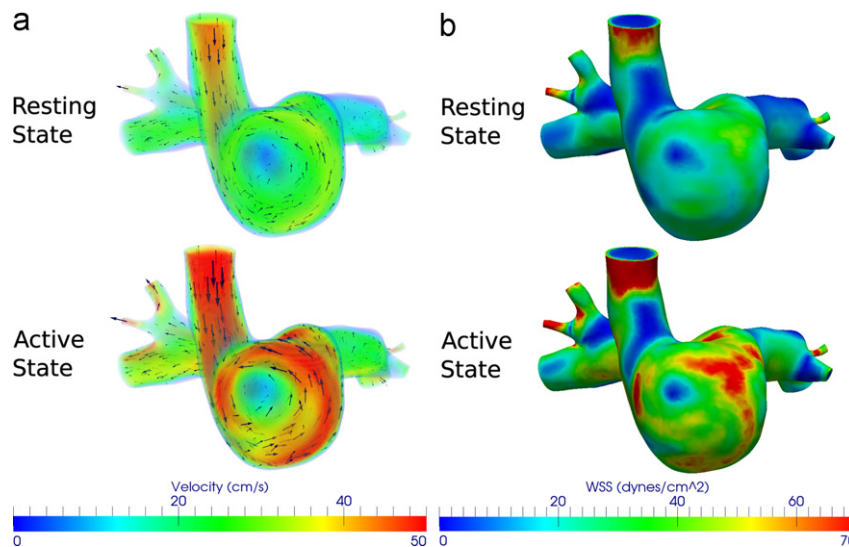 a
b
Resting
State
Resting
State
Active
State
Active
State
Velocity (cm/s)
WSS (dynes/cm^2)
20 40
20 40 60
0 50
0 70